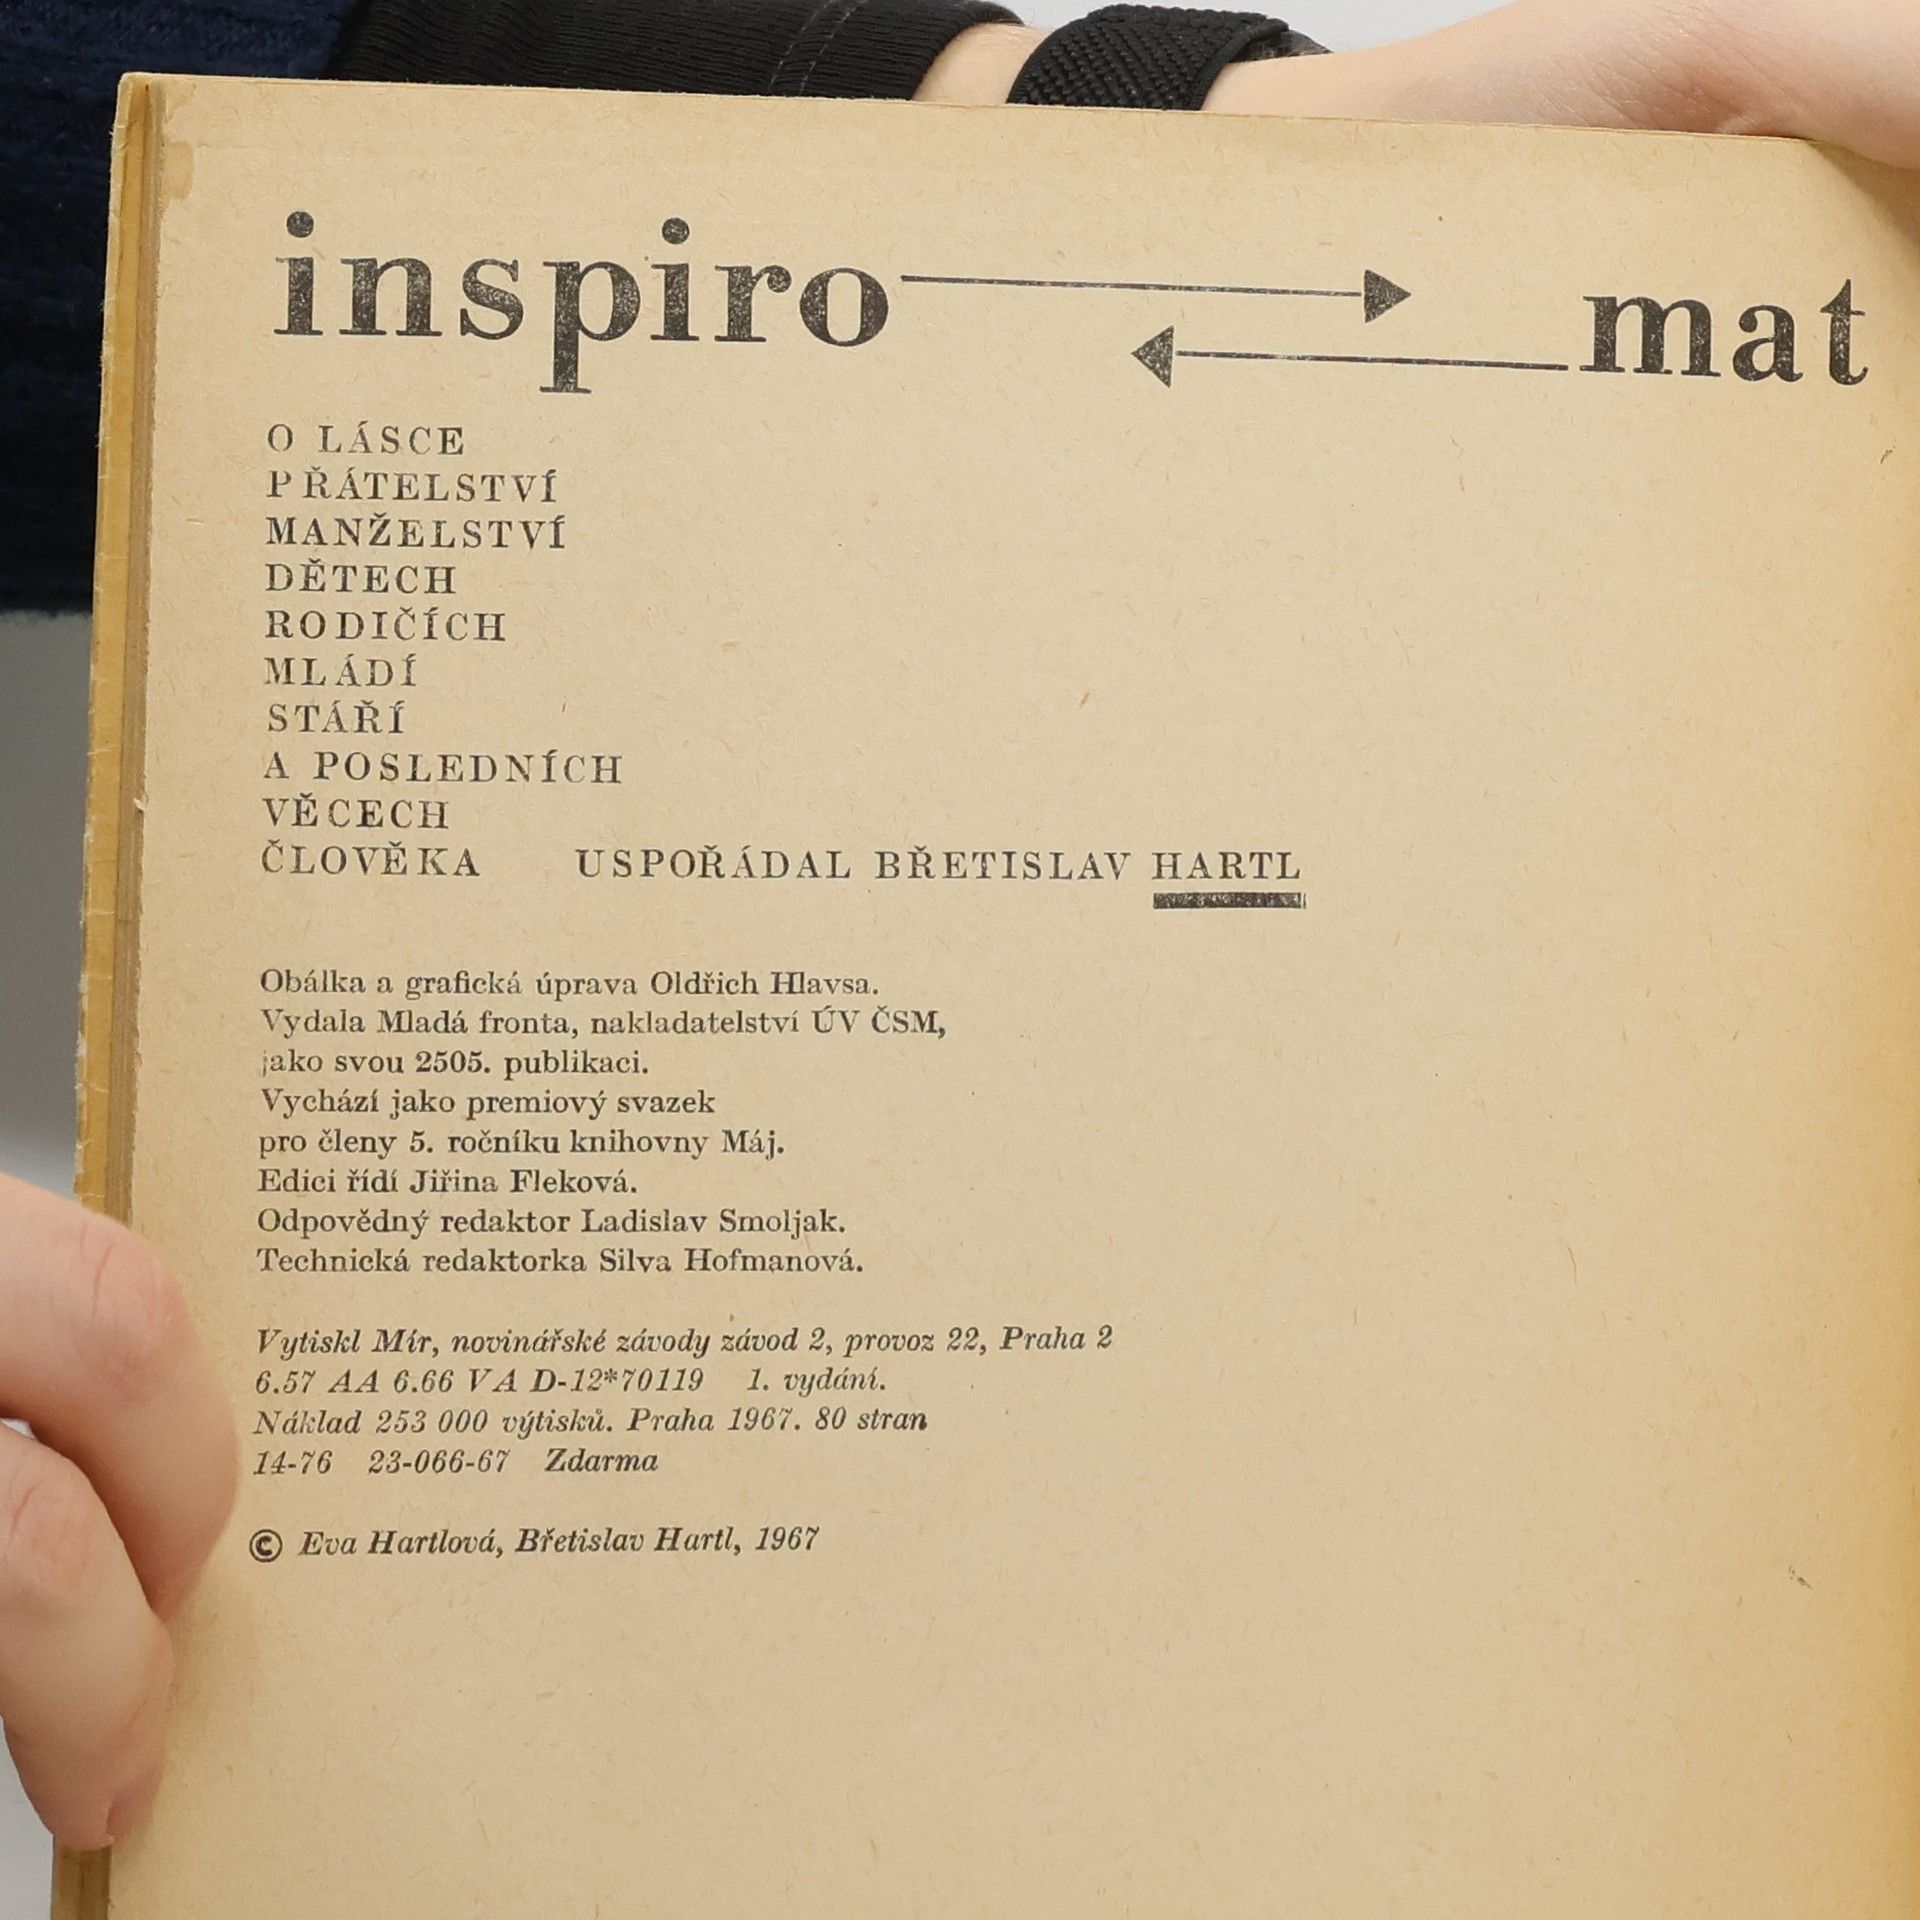 inspiro mat
O LÁSCE
PŘÁTELSTVÍ
MANŽELSTVÍ
DĚTECH
RODIČÍCH
MLÁDÍ
STÁŘÍ
A POSLEDNÍCH
VĚCECH
ČLOVĚKA USPOŘÁDAL BŘETISLAV HARTL
Obálka a grafická úprava Oldřich Hlavsa.
Vydala Mladá fronta, nakladatelství ÚV ČSM,
jako svou 2505. publikaci.
Vychází jako premiový svazek
pro členy 5. ročníku knihovny Máj.
Edici řídí Jiřina Fleková.
Odpovědný redaktor Ladislav Smoljak.
Technická redaktorka Silva Hofmanová.
Vytiskl Mír, novinářské závody závod 2, provoz 22, Praha 2
6.57 AA 6.66 VA D-12*70119 1. vydání.
Náklad 253 000 výtisků. Praha 1967. 80 stran
14-76 23-066-67 Zdarma
© Eva Hartlová, Břetislav Hartl, 1967